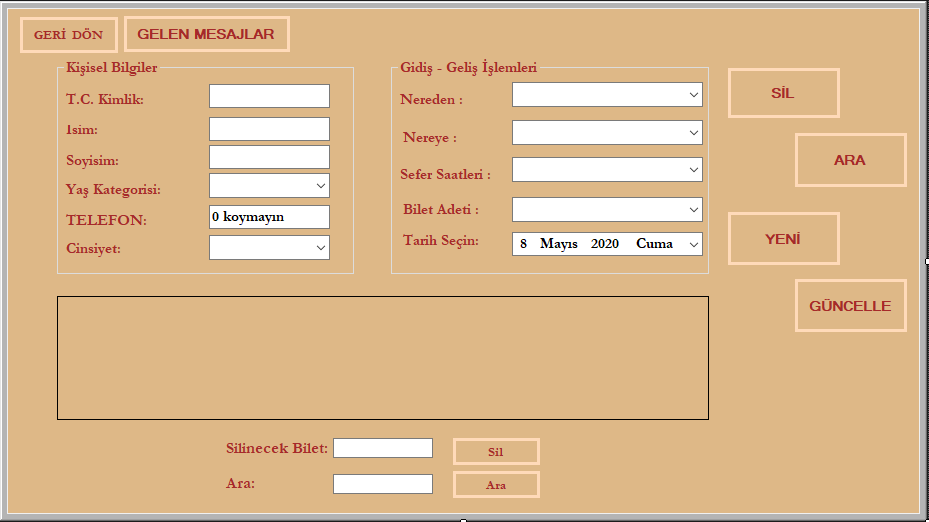 GERİ DÖN
GELEN MESAJLAR
Kişisel Bilgiler
T.C. Kimlik:
Isim:
Soyisim:
Yaş Kategorisi:
TELEFON:
0 koymayın
Cinsiyet:
Gidiş - Geliş İşlemleri
Nereden :
Nereye :
Sefer Saatleri :
Bilet Adeti :
Tarih Seçin:
8 Mayıs 2020 Cuma
SİL
ARA
YENİ
GÜNCELLE
Silinecek Bilet:
Sil
Ara:
Ara